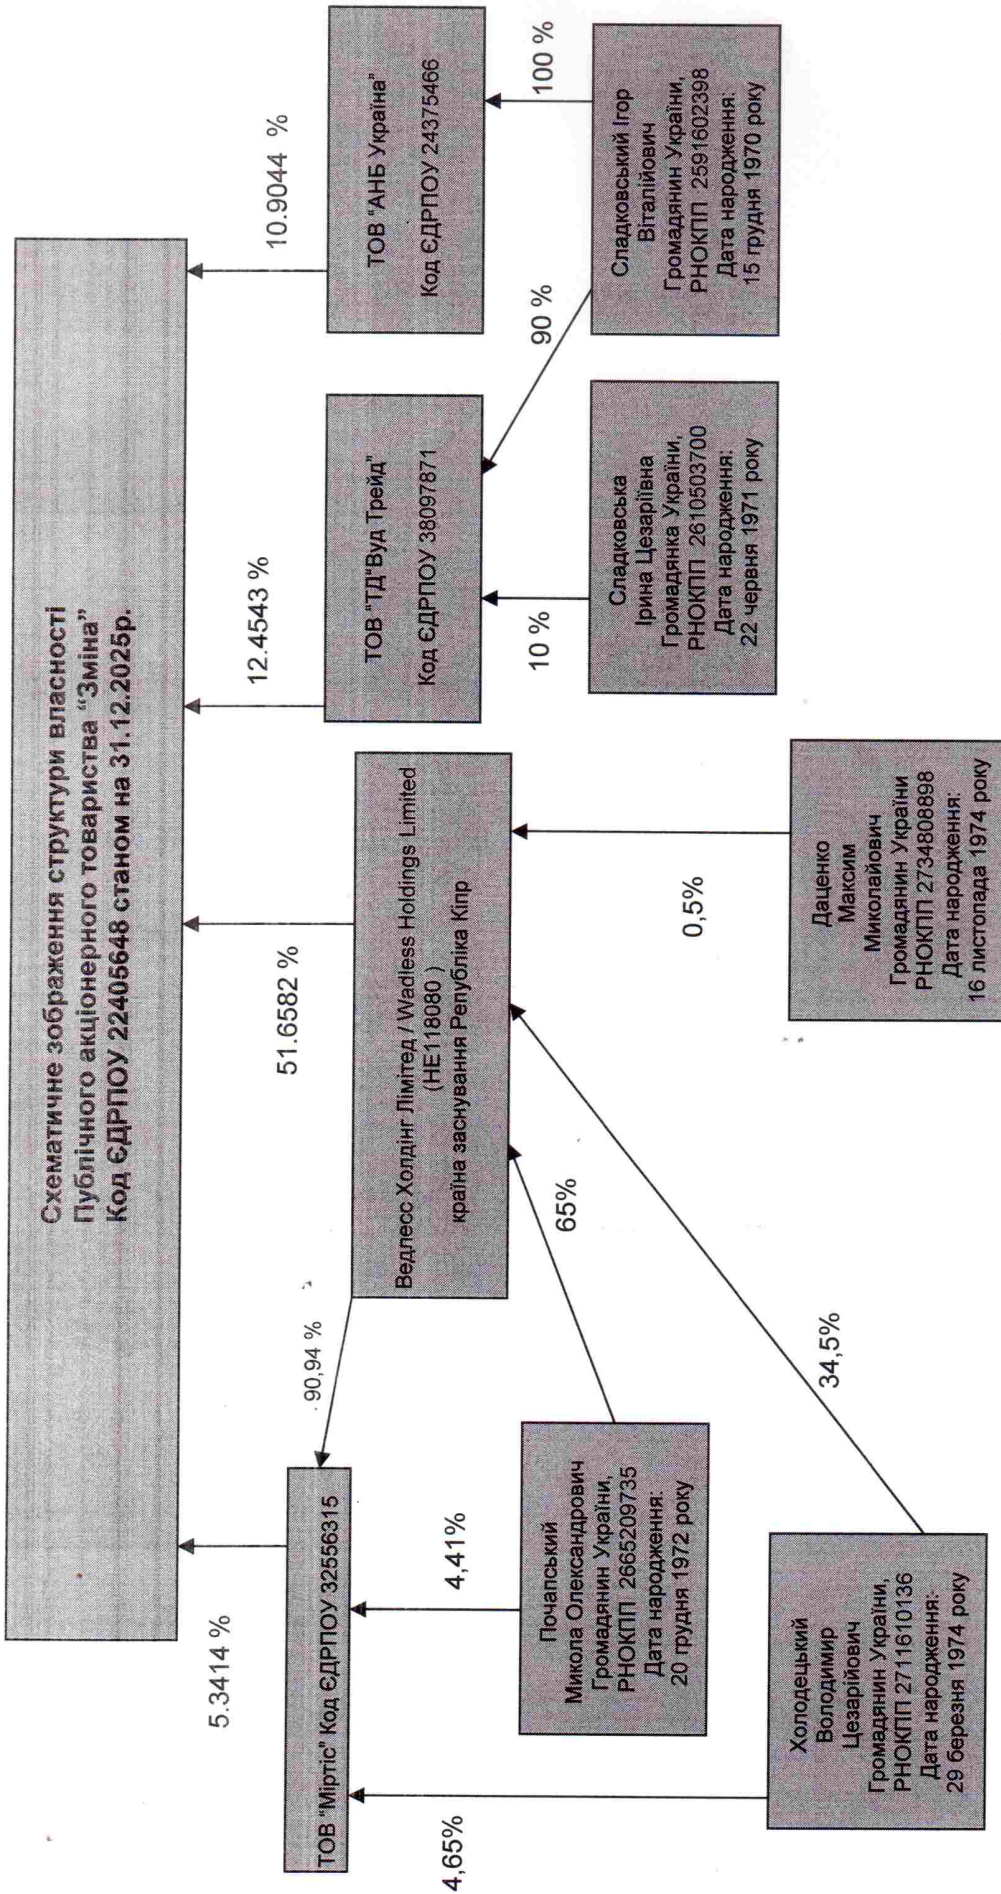 Схематичне зображення структури власності
Публічного акціонерного товариства “Зміна”
Код ЄДРПОУ 22405648 станом на 31.12.2025р.
5.3414 %
51.6582 %
12.4543 %
10.9044 %
ТОВ “Міртіс” Код ЄДРПОУ 32556315
90,94 %
Ведлесс Холдінг Лімітед / Wadless Holdings Limited
(HE118080 )
країна заснування Републіка Кіпр
ТОВ “ТД“Вуд Трейд”
Код ЄДРПОУ 38097871
ТОВ “АНБ Україна”
Код ЄДРПОУ 24375466
4,65%
4,41%
65%
34,5%
0,5%
10 %
90 %
100 %
Почапський
Микола Олександрович
Громадянин України,
РНОКПП 2665209735
Дата народження:
20 грудня 1972 року
Сладковська
Ірина Цезаріївна
Громадянка України,
РНОКПП 2610503700
Дата народження:
22 червня 1971 року
Сладковський Ігор
Віталійович
Громадянин України,
РНОКПП 2591602398
Дата народження:
15 грудня 1970 року
Холодецький
Володимир
Цезарійович
Громадянин України,
РНОКПП 2711610136
Дата народження:
29 березня 1974 року
Даценко
Максим
Миколайович
Громадянин України
РНОКПП 2734808898
Дата народження:
16 листопада 1974 року